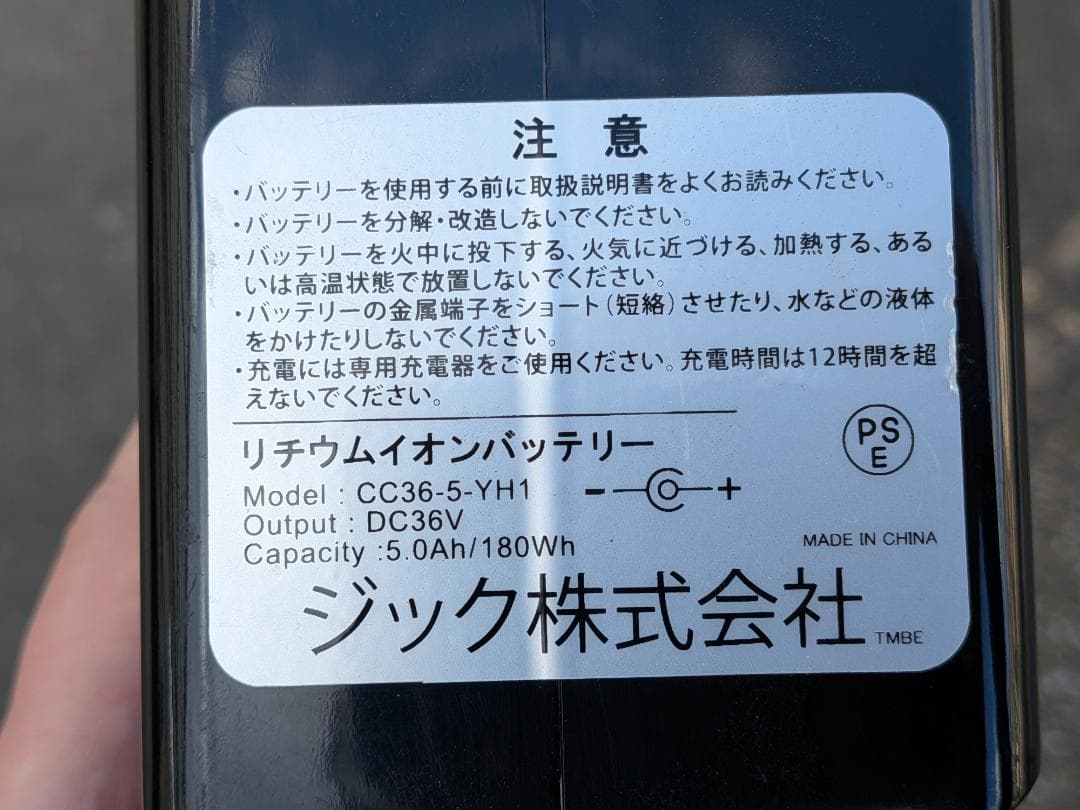 注 意
・バッテリーを使用する前に取扱説明書をよくお読みください。
・バッテリーを分解・改造しないでください。
・バッテリーを火中に投下する、火気に近づける、加熱する、ある
いは高温状態で放置しないでください。
・バッテリーの金属端子をショート(短絡)させたり、水などの液体
をかけたりしないでください。
・充電には専用充電器をご使用ください。充電時間は12時間を超
えないでください。
リチウムイオンバッテリー
PS
E
Model : CC36-5-YH1
- +
Output : DC36V
Capacity :5.0Ah/180Wh
MADE IN CHINA
ジック株式会社
TMBE